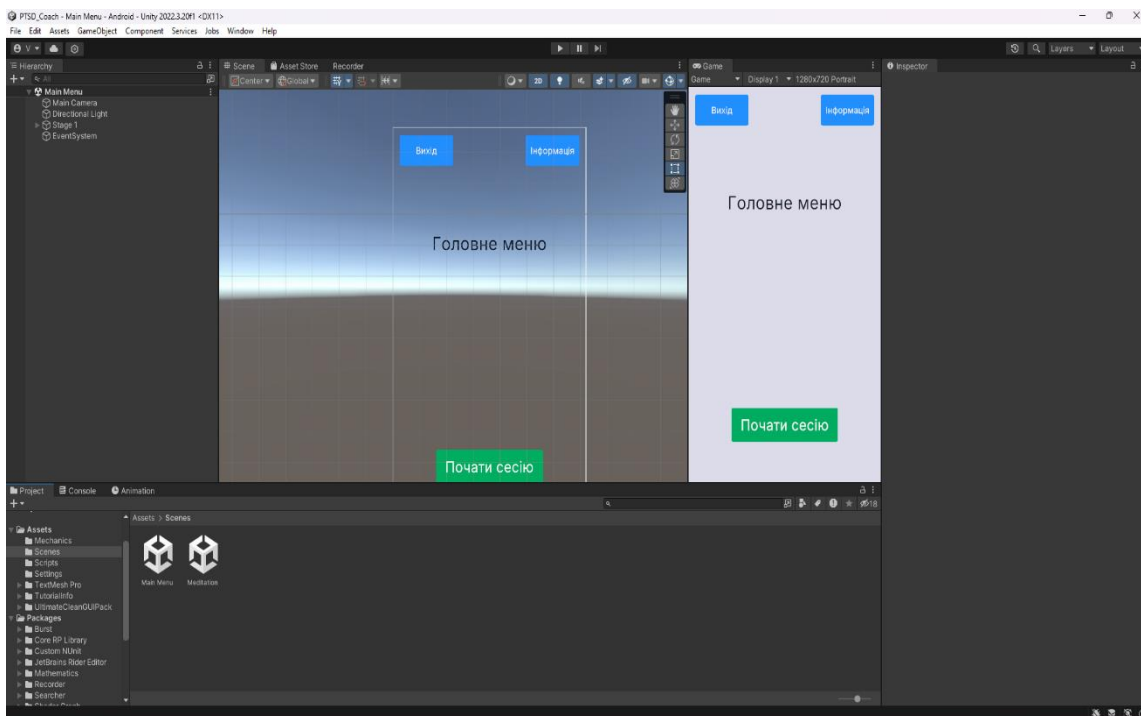 PTSD_Coach - Main Menu - Android - Unity 2022.3.20f1 <DX11>
File Edit Assets GameObject Component Services Jobs Window Help
V
Layers
Layout
Hierarchy
All
Main Menu
Main Camera
Directional Light
Stage 1
EventSystem
Scene
Asset Store
Recorder
Center
Global
2D
Вихід
Інформація
Головне меню
Почати сесію
Game
Game
Display 1
1280x720 Portrait
Вихід
Інформація
Головне меню
Почати сесію
Inspector
Project
Console
Animation
18
Assets
Mechanics
Scenes
Scripts
Settings
TextMesh Pro
TutorialInfo
UltimateCleanGUIPack
Packages
Burst
Core RP Library
Custom NUnit
JetBrains Rider Editor
Mathematics
Recorder
Searcher
Assets > Scenes
Main Menu
Meditation